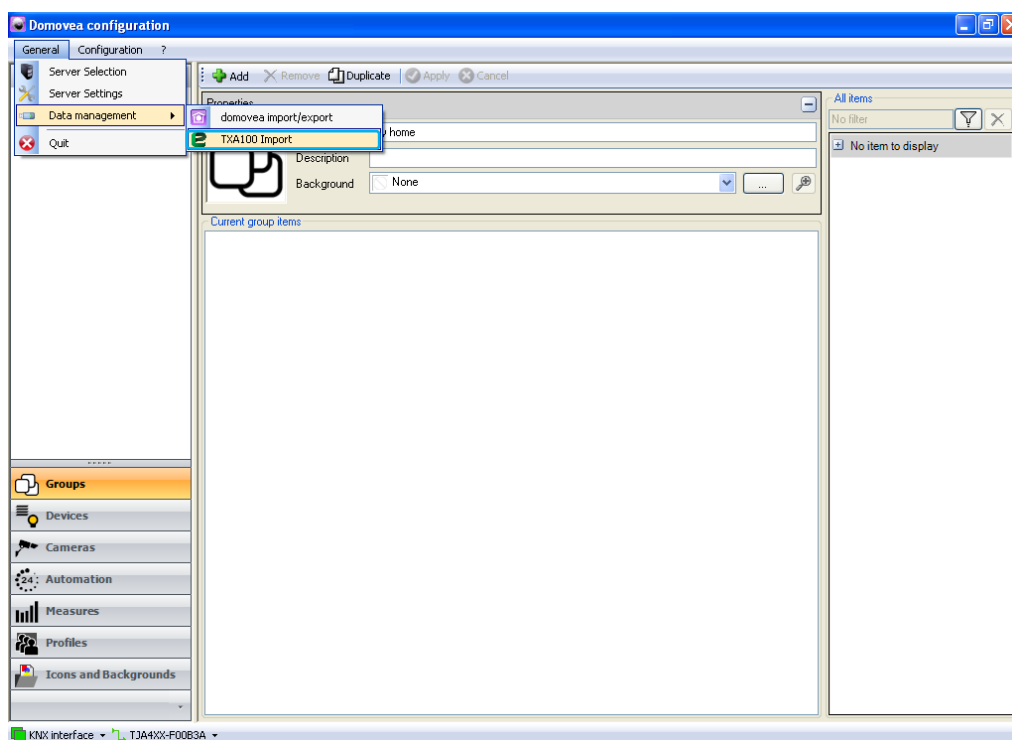 Domovea configuration
General Configuration ?
Server Selection
Server Settings
Data management
Quit
domovea import/export
TXA100 Import
Add Remove Duplicate Apply Cancel
Properties
home
Description
Background None ...
Current group items
All items
No filter
No item to display
Groups
Devices
Cameras
24 Automation
Measures
Profiles
Icons and Backgrounds
KNX interface TJA4XX-F00B3A